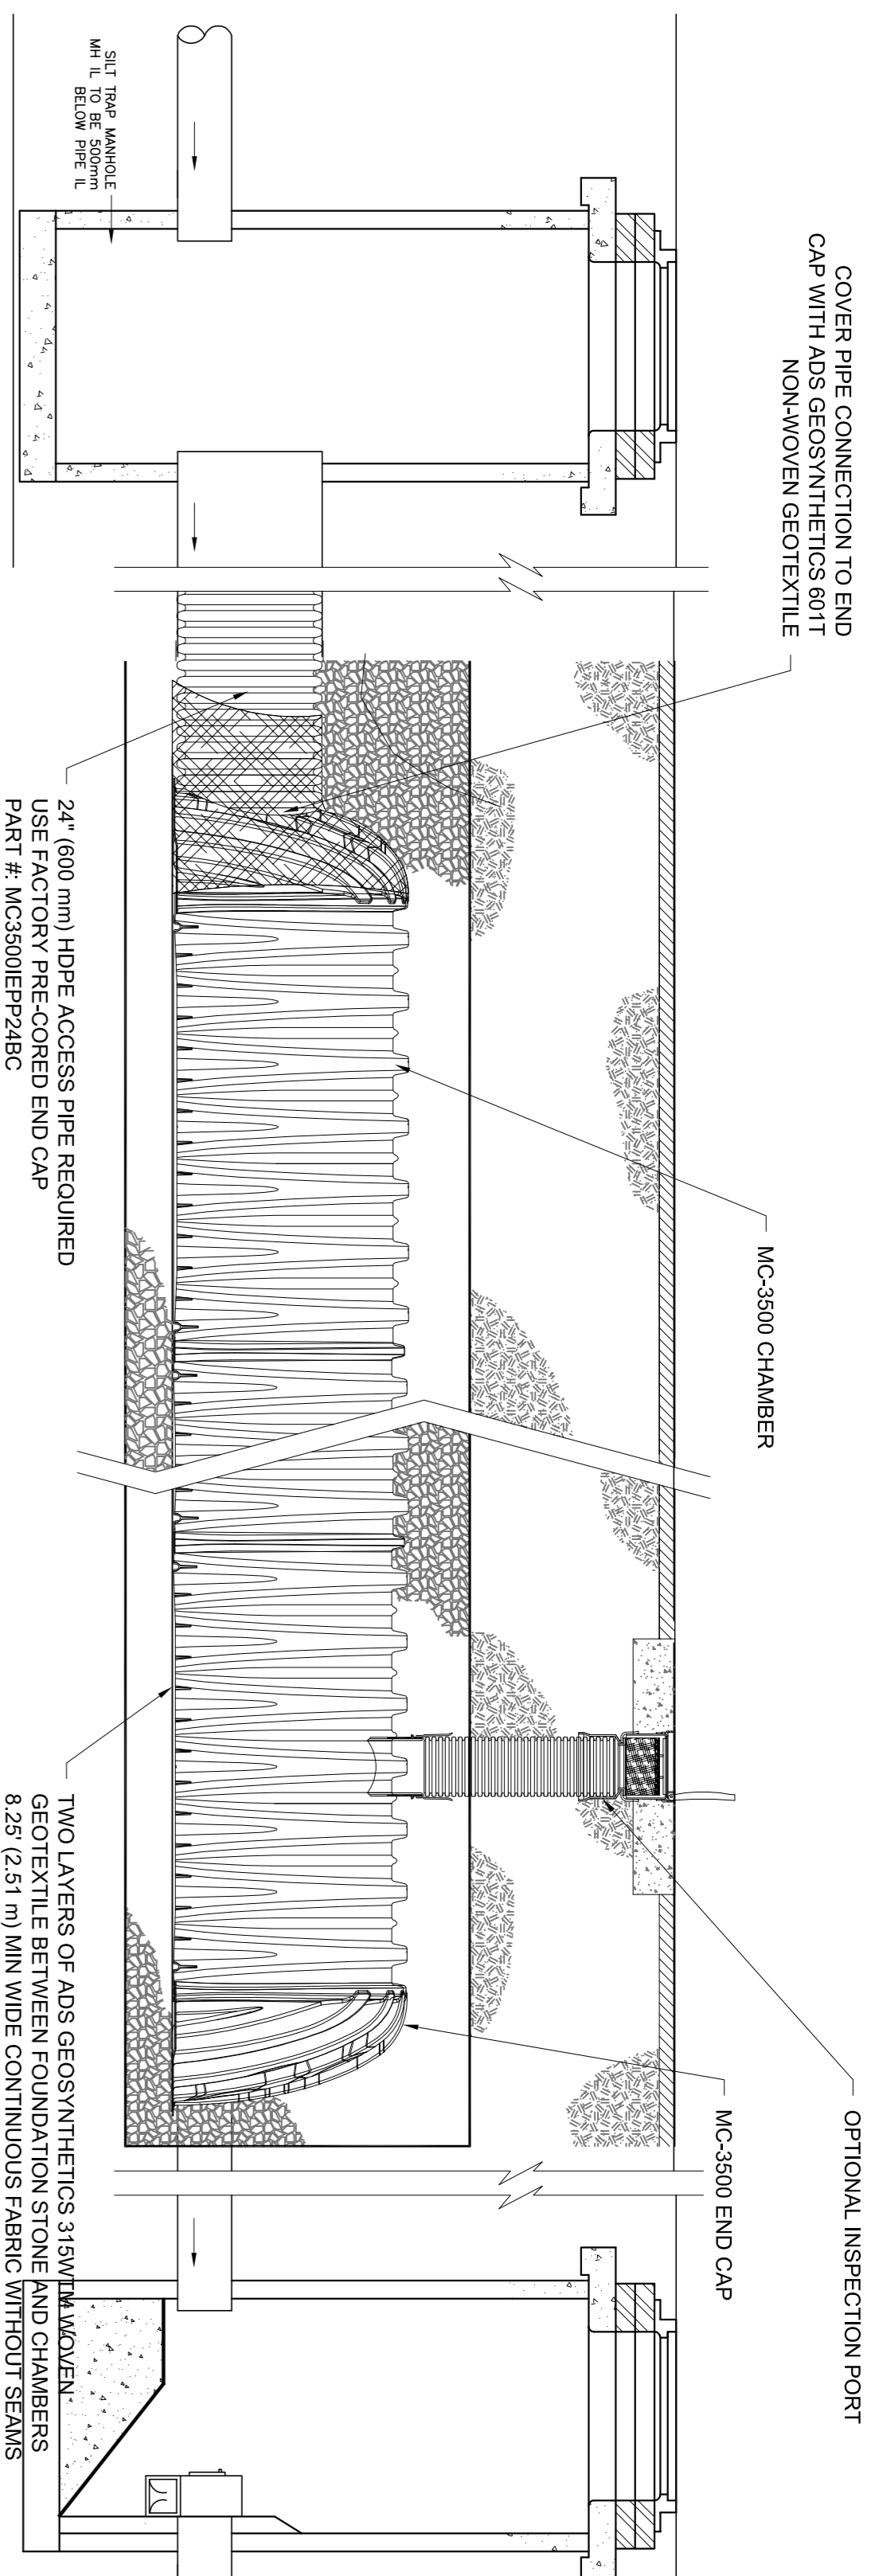 COVER PIPE CONNECTION TO END
CAP WITH ADS GEOSYNTHETICS 601T
NON-WOVEN GEOTEXTILE
MC-3500 CHAMBER
OPTIONAL INSPECTION PORT
MC-3500 END CAP
SILT TRAP MANHOLE
MH IL TO BE 500mm
BELOW PIPE IL
24" (600 mm) HDPE ACCESS PIPE REQUIRED
USE FACTORY PRE-CORED END CAP
PART #: MC3500IEPP24BC
TWO LAYERS OF ADS GEOSYNTHETICS 315WTM WOVEN
GEOTEXTILE BETWEEN FOUNDATION STONE AND CHAMBERS
8.25' (2.51 m) MIN WIDE CONTINUOUS FABRIC WITHOUT SEAMS